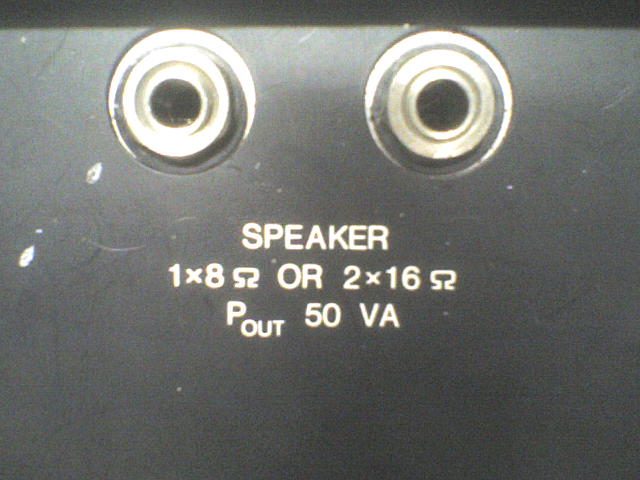 SPEAKER
1×8 Ω OR 2×16 Ω
POUT 50 VA